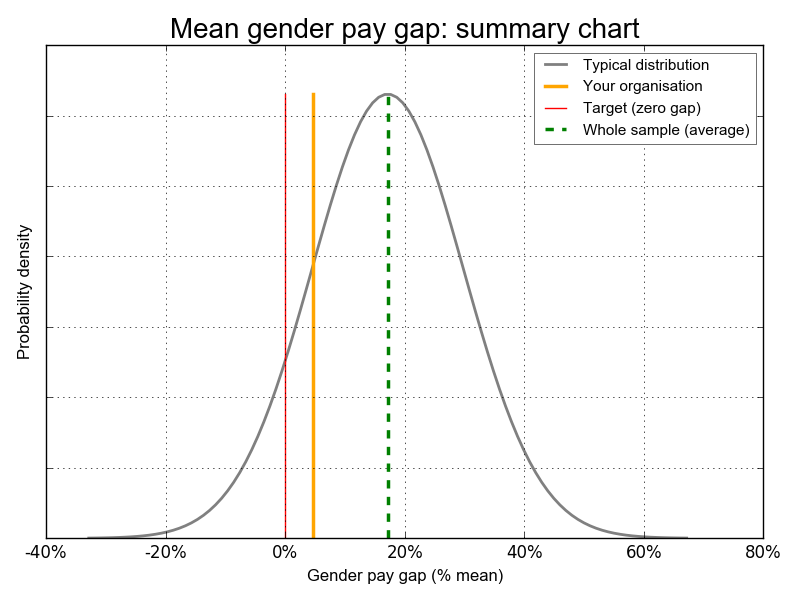 Mean gender pay gap: summary chart
Typical distribution
Your organisation
Target (zero gap)
Whole sample (average)
Probability density
-40% -20% 0% 20% 40% 60% 80%
Gender pay gap (% mean)